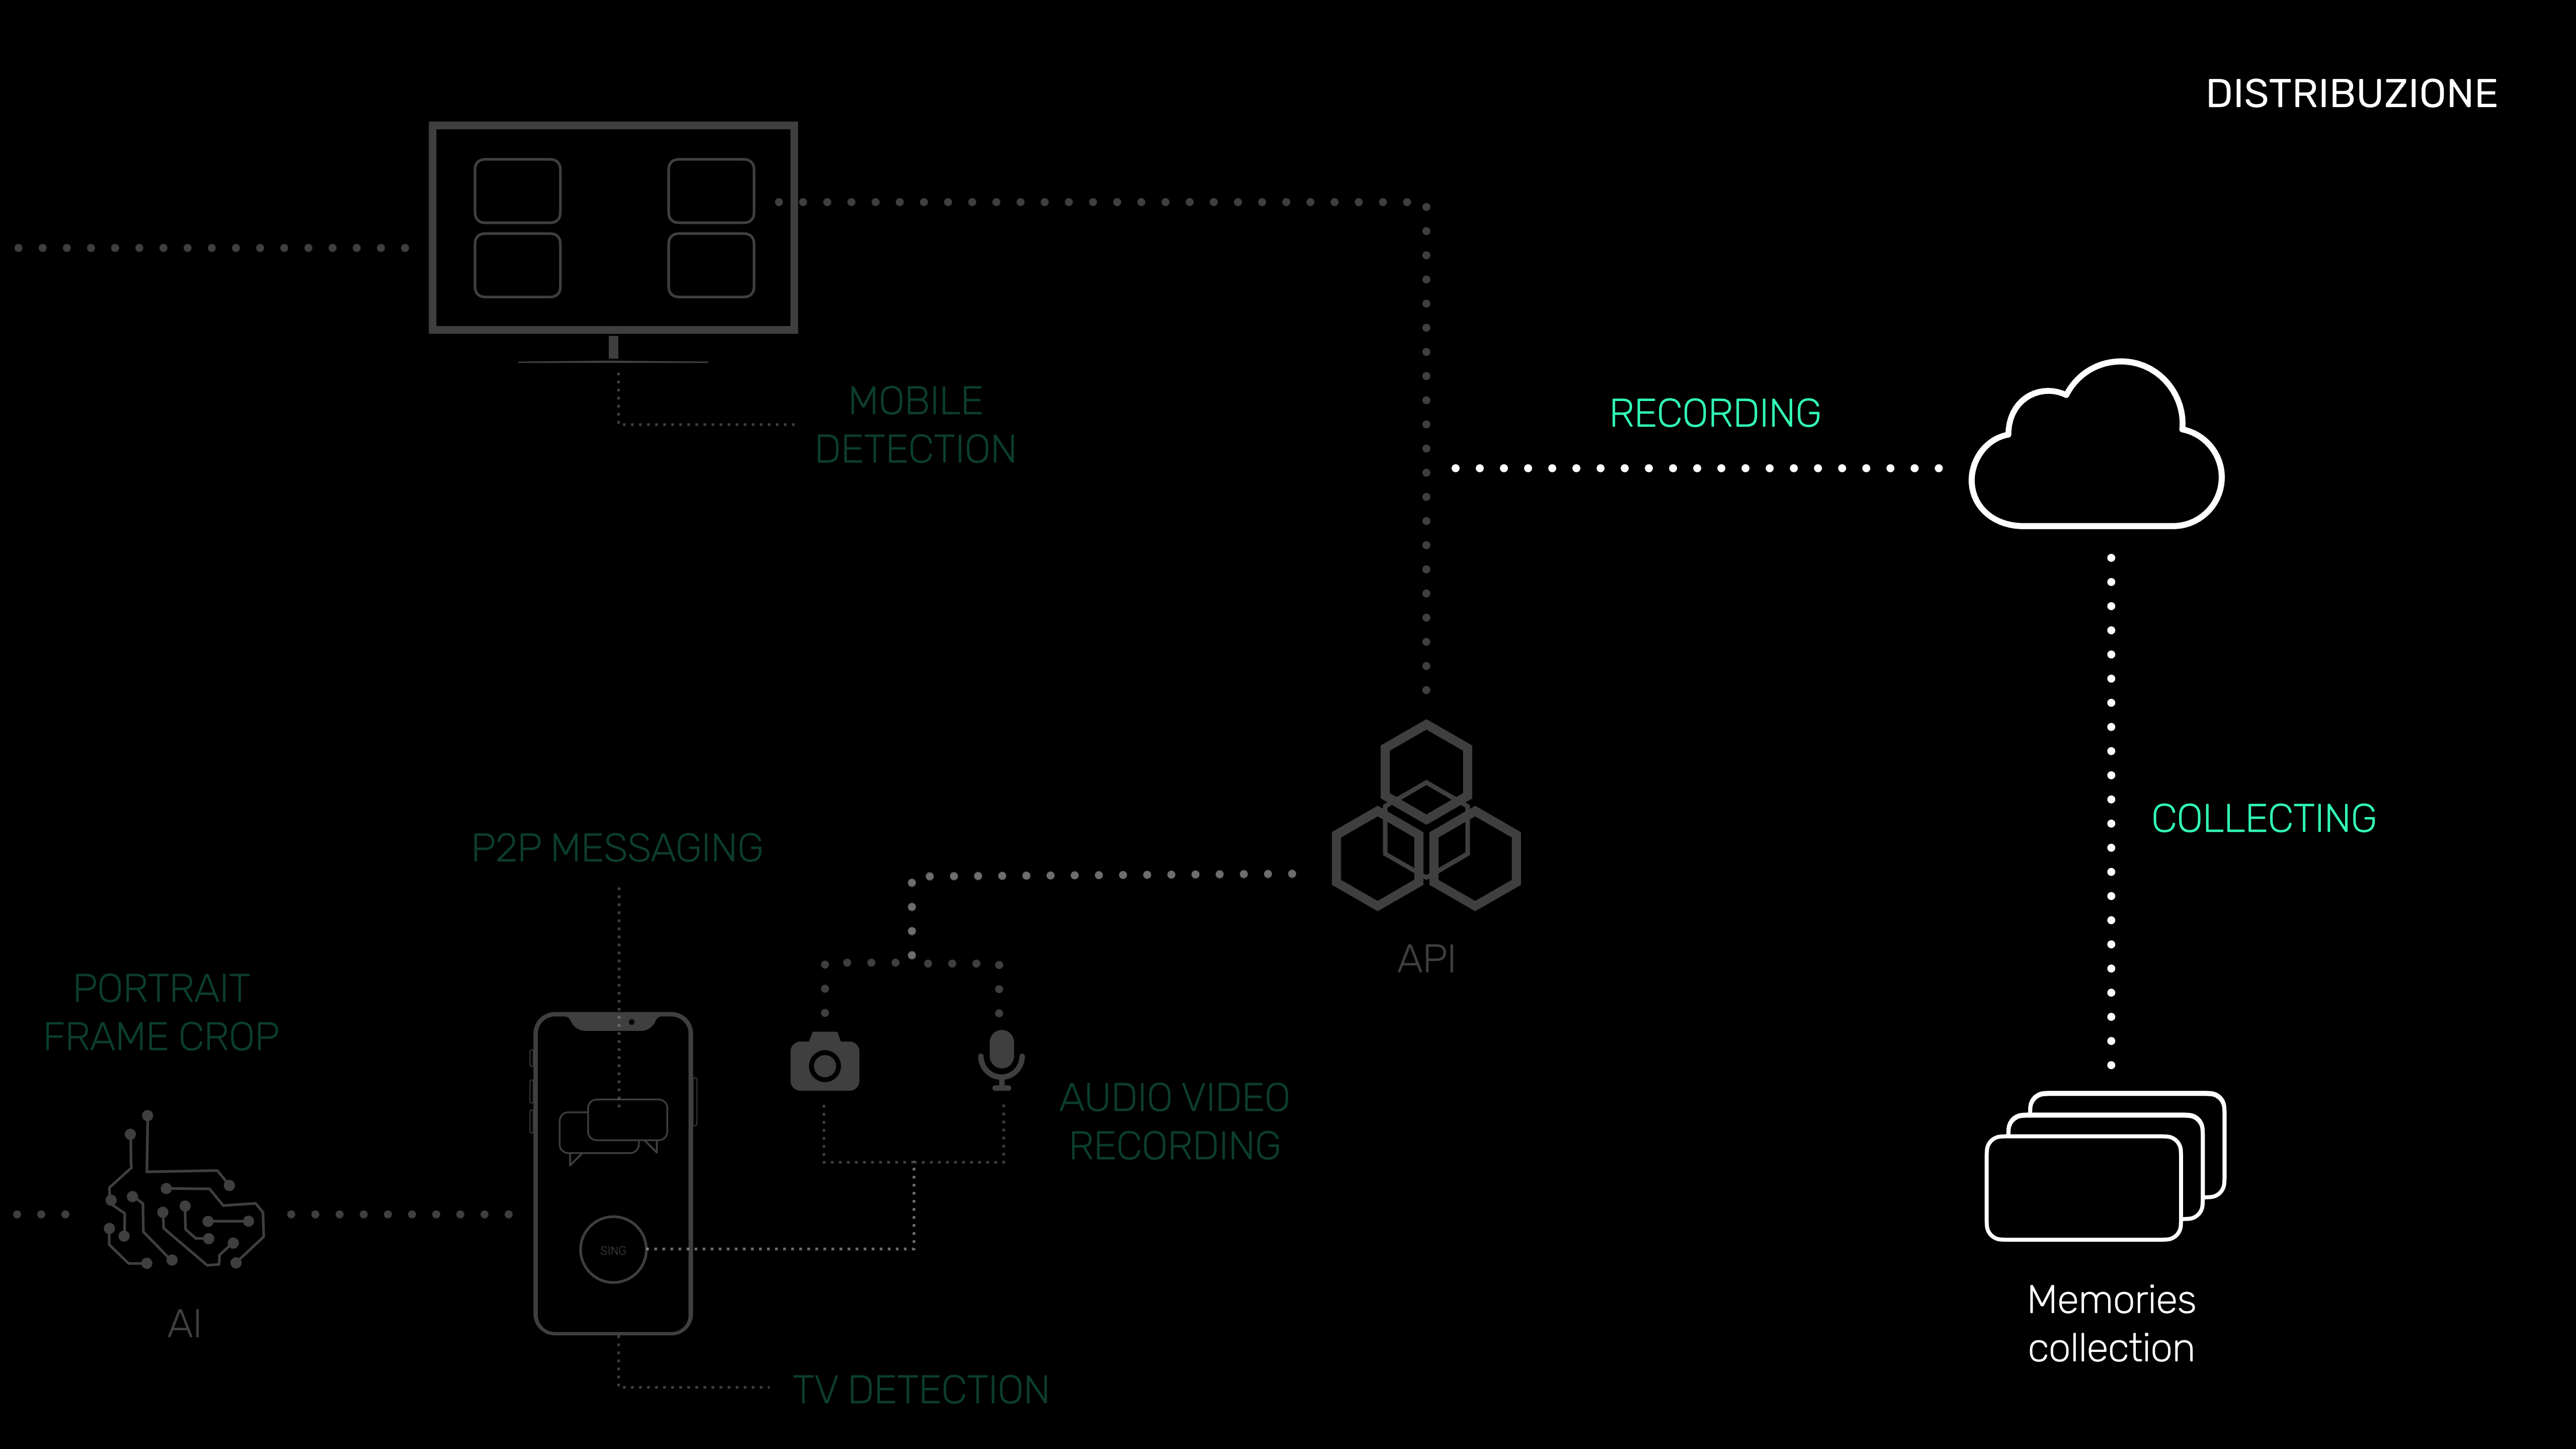 DISTRIBUZIONE
MOBILE
DETECTION
RECORDING
COLLECTING
P2P MESSAGING
API
PORTRAIT
FRAME CROP
AUDIO VIDEO
RECORDING
SING
AI
TV DETECTION
Memories
collection